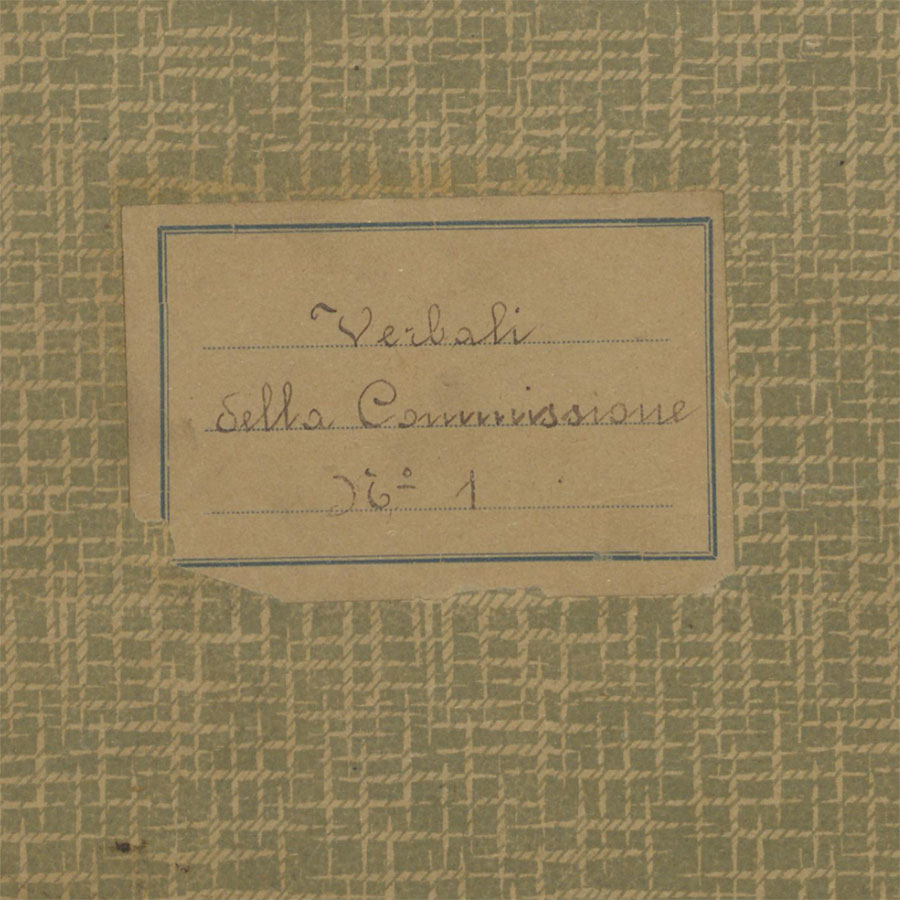 Verbali
della Commissione
N° 1